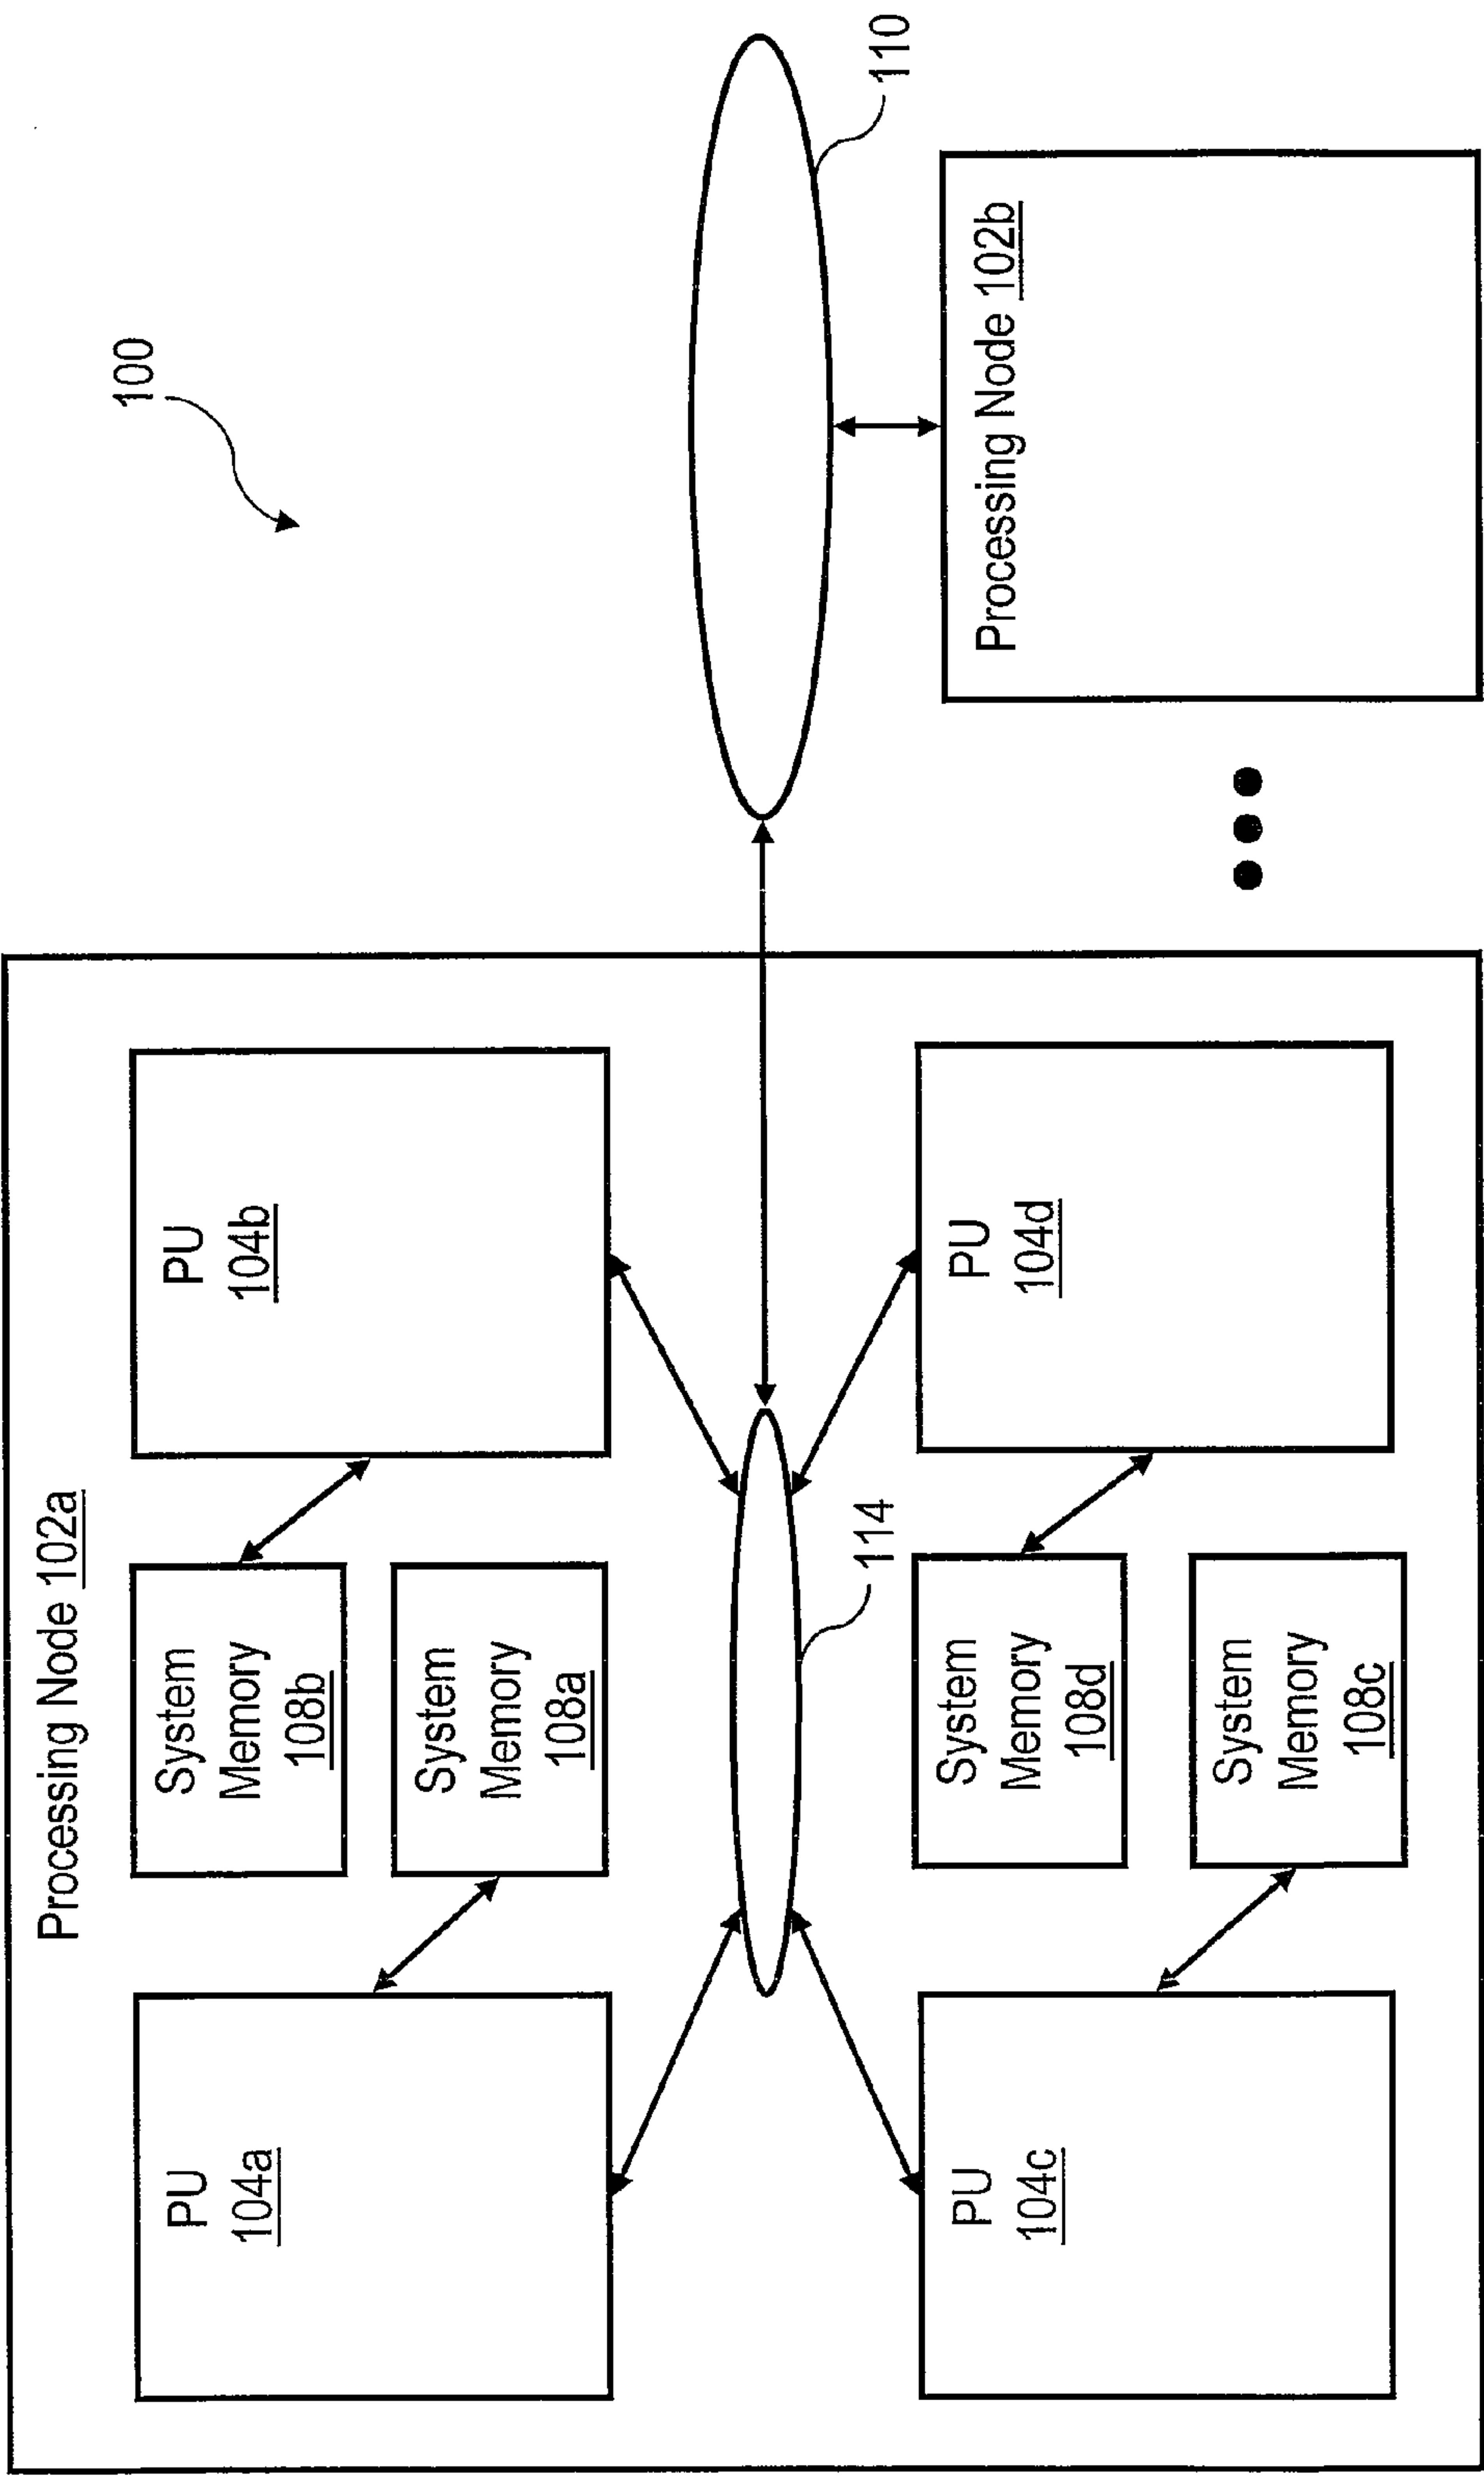 100
Processing Node 102a
PU
104a
System
Memory
108b
System
Memory
108a
PU
104b
110
114
PU
104c
System
Memory
108d
System
Memory
108c
PU
104d
Processing Node 102b